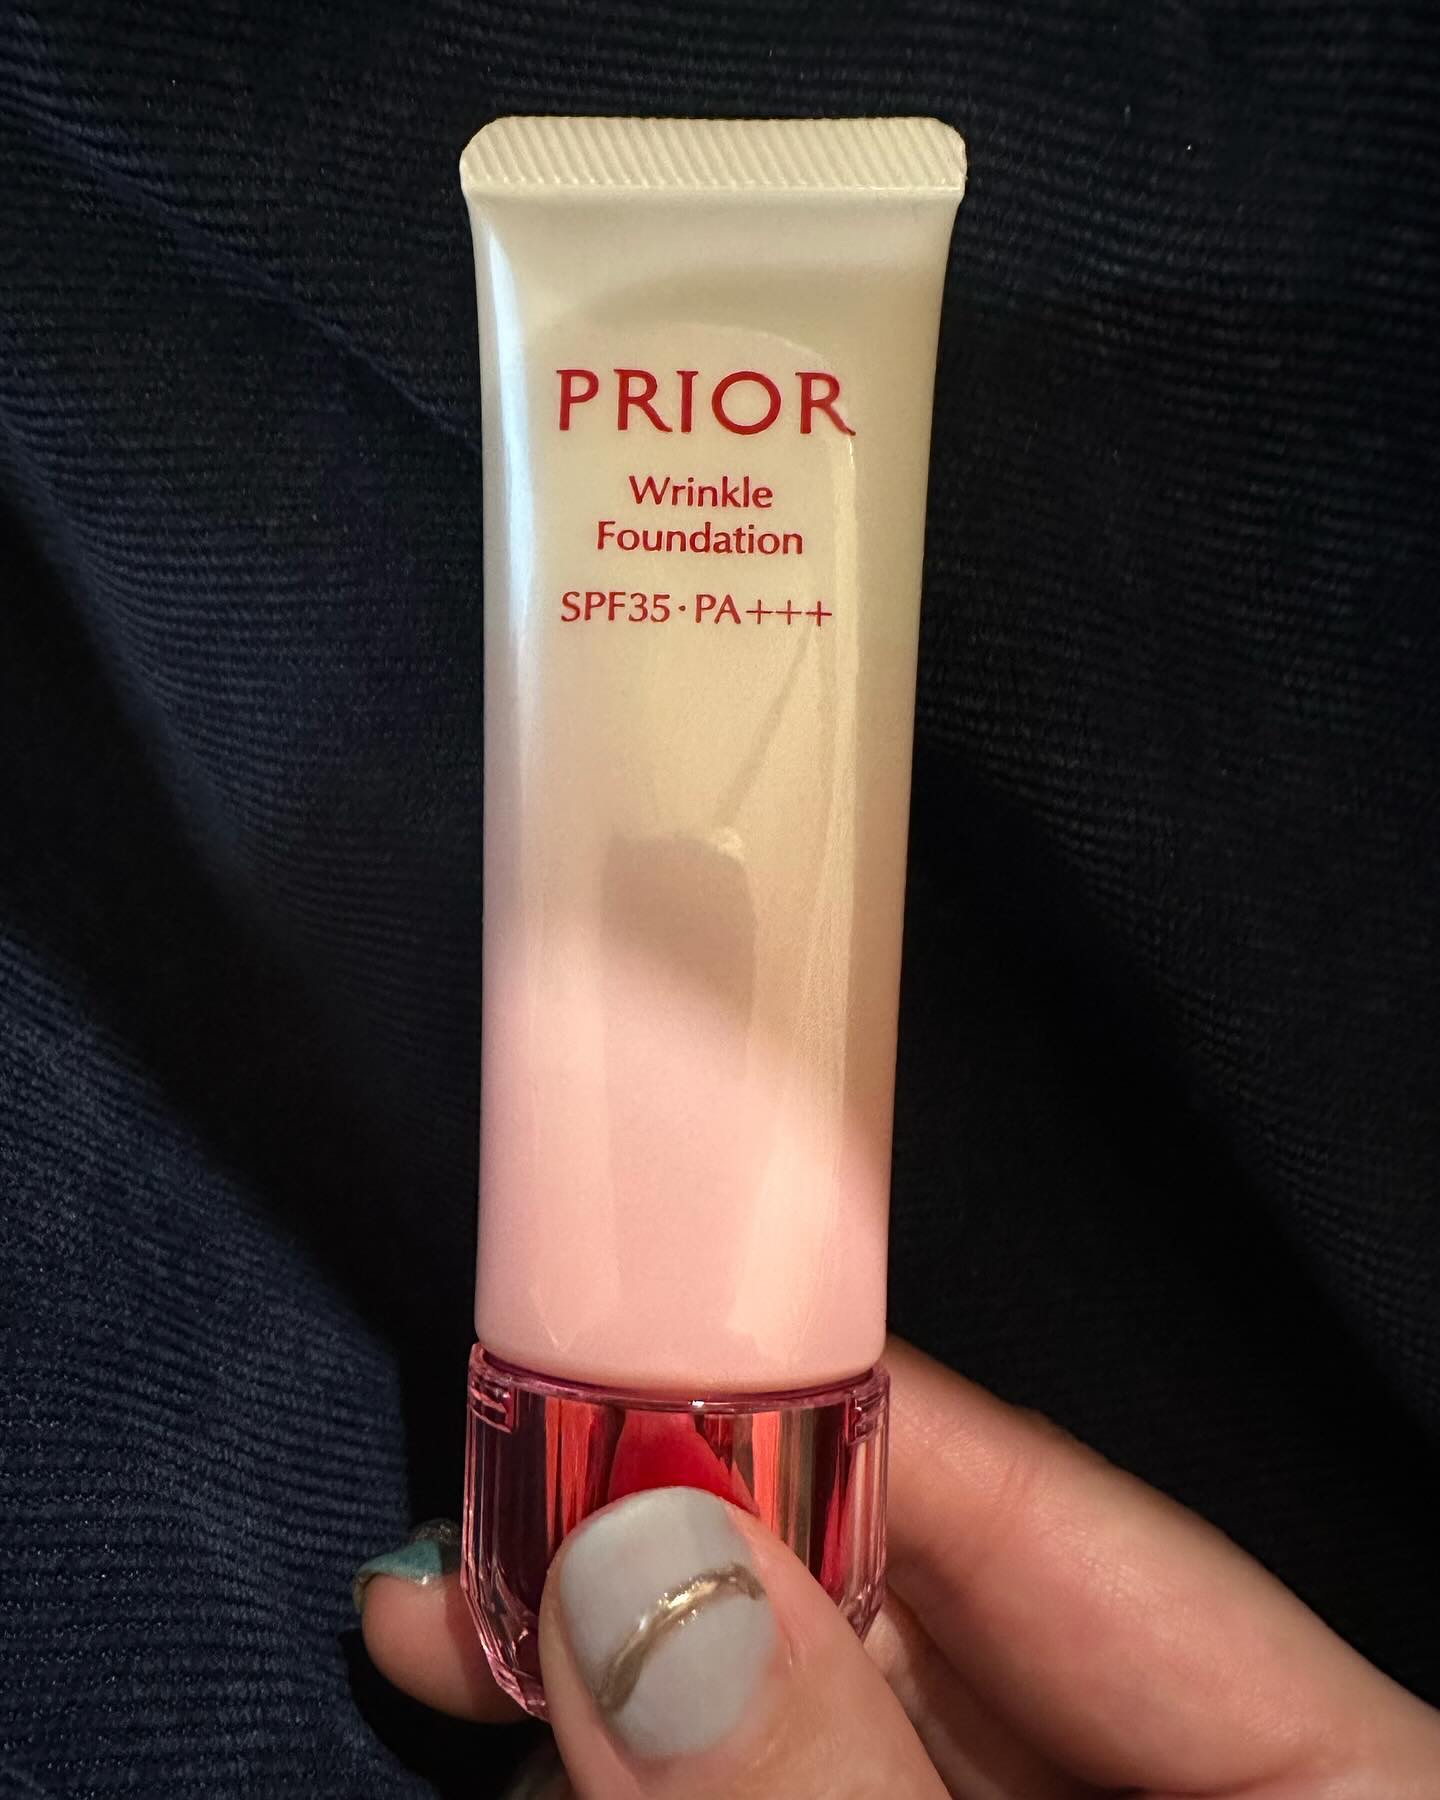 PRIOR
Wrinkle
Foundation
SPF35·PA+++